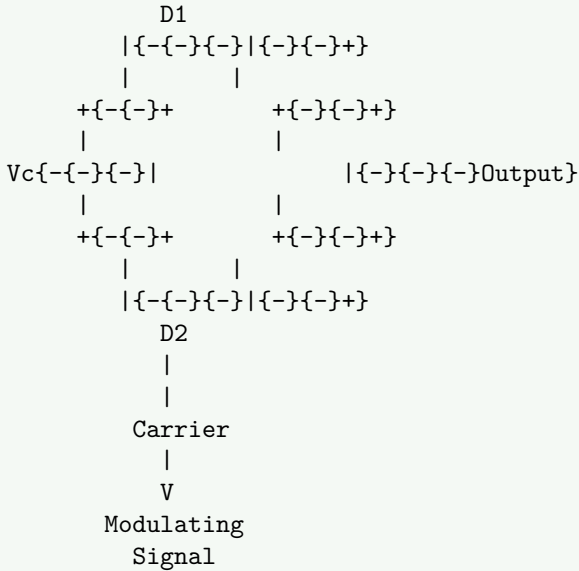 D1
|{-{-}{-}|{-}{-}+}
| |
+{-{-}+ +{-}{-}+}
| |
Vc{-{-}{-}| |{-}{-}{-}Output}
| |
+{-{-}+ +{-}{-}+}
| |
|{-{-}{-}|{-}{-}+}
D2
|
|
Carrier
|
V
Modulating
Signal